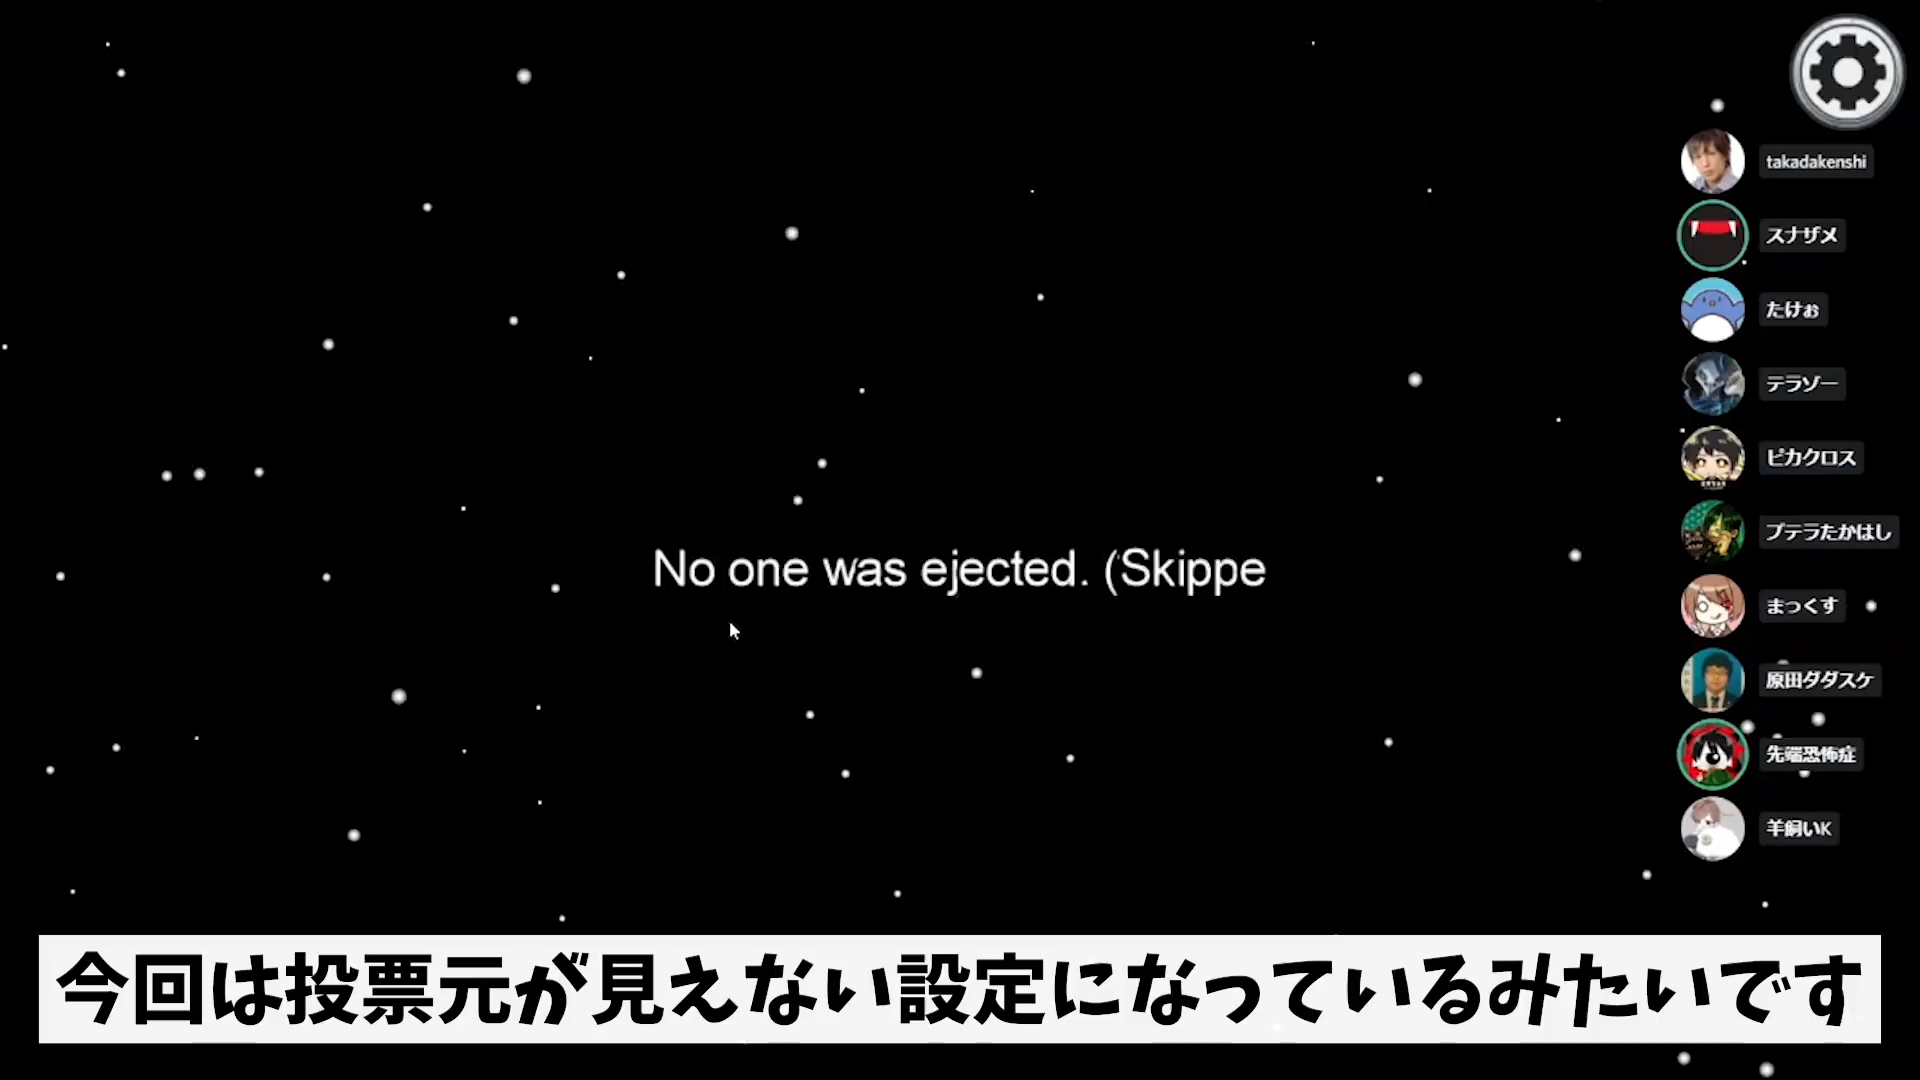 takadakenshi
スナザメ
たけぉ
テラゾー
ピカクロス
プテラたかはし
まっくす
原田ダダスケ
先端恐怖症
羊飼いK
No one was ejected. (Skippe
今回は投票元が見えない設定になっているみたいです